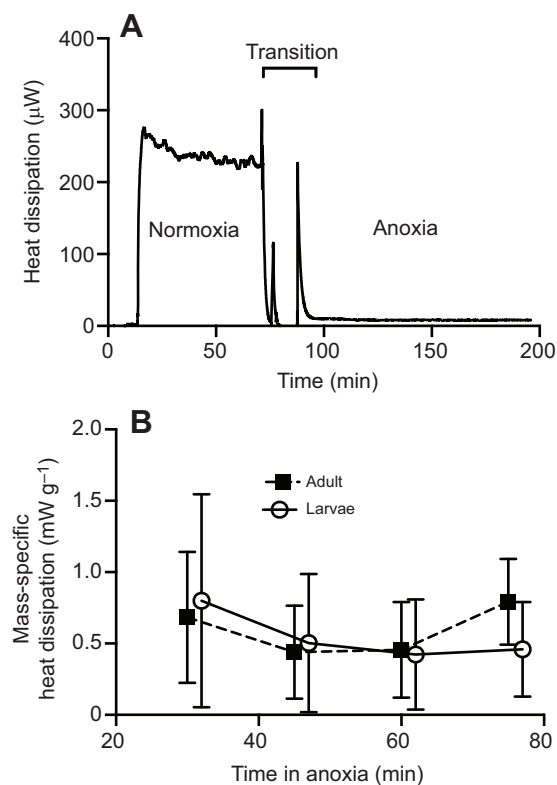 A
Transition
400
300
200
100
0
Heat dissipation (μW)
Normoxia
Anoxia
0 50 100 150 200
Time (min)
B
2.0
1.5
1.0
0.5
0
Mass-specific
heat dissipation (mW g⁻¹)
Adult
Larvae
20 40 60 80
Time in anoxia (min)